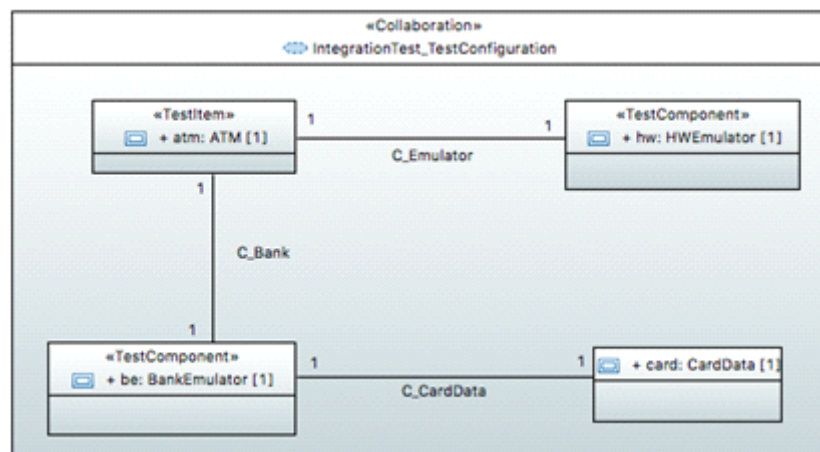 «Collaboration»
IntegrationTest_TestConfiguration
«TestItem»
+ atm: ATM [1]
1
1
C_Emulator
«TestComponent»
+ hw: HWEmulator [1]
1
C_Bank
1
«TestComponent»
+ be: BankEmulator [1]
1
1
C_CardData
+ card: CardData [1]